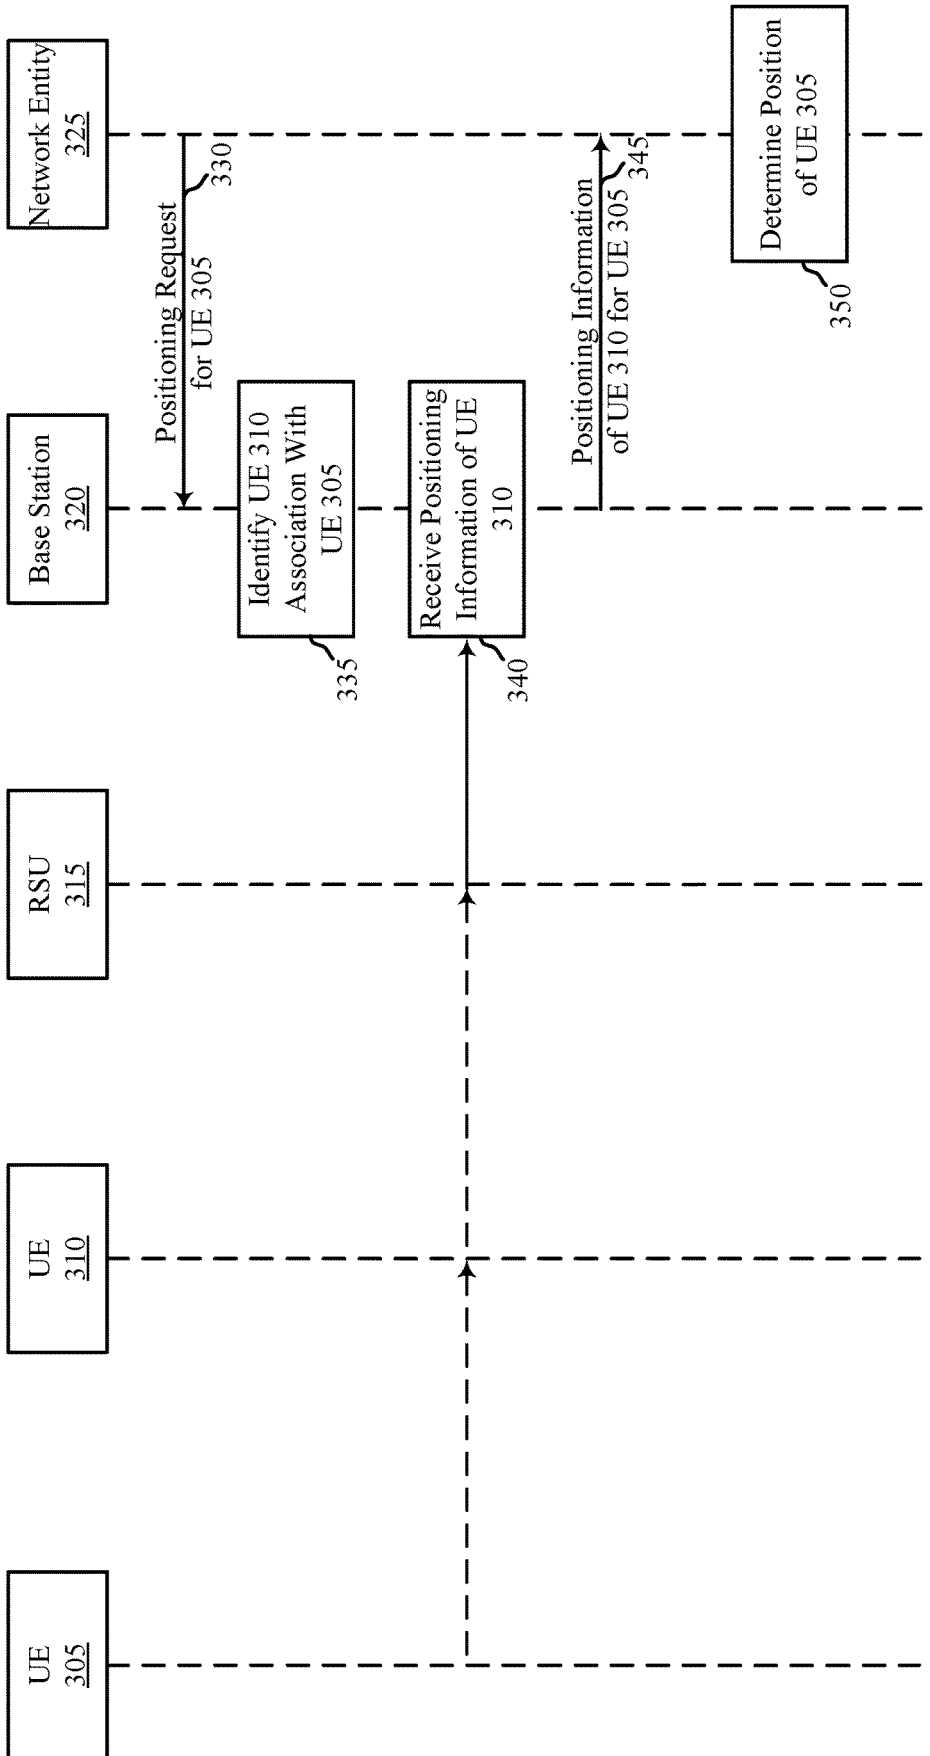 UE
305
UE
310
RSU
315
Base Station
320
Network Entity
325
Positioning Request
for UE 305
330
Identify UE 310
Association With
UE 305
335
Receive Positioning
Information of UE
310
340
Positioning Information
of UE 310 for UE 305
345
Determine Position
of UE 305
350